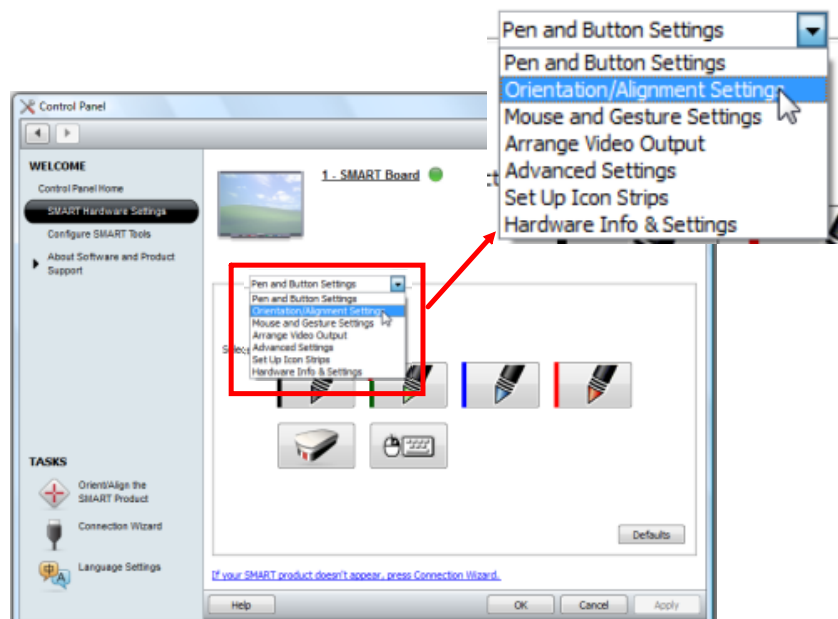 Pen and Button Settings
Pen and Button Settings
Orientation/Alignment Settings
Mouse and Gesture Settings
Arrange Video Output
Advanced Settings
Set Up Icon Strips
Hardware Info & Settings
Control Panel
WELCOME
Control Panel Home
SMART Hardware Settings
Configure SMART Tools
About Software and Product
Support
1 - SMART Board
Pen and Button Settings
Pen and Button Settings
Orientation/Alignment Settings
Mouse and Gesture Settings
Arrange Video Output
Advanced Settings
Set Up Icon Strips
Hardware Info & Settings
TASKS
Orient/Align the
SMART Product
Connection Wizard
Language Settings
Defaults
If your SMART product doesn't appear, press Connection Wizard.
Help
OK
Cancel
Apply